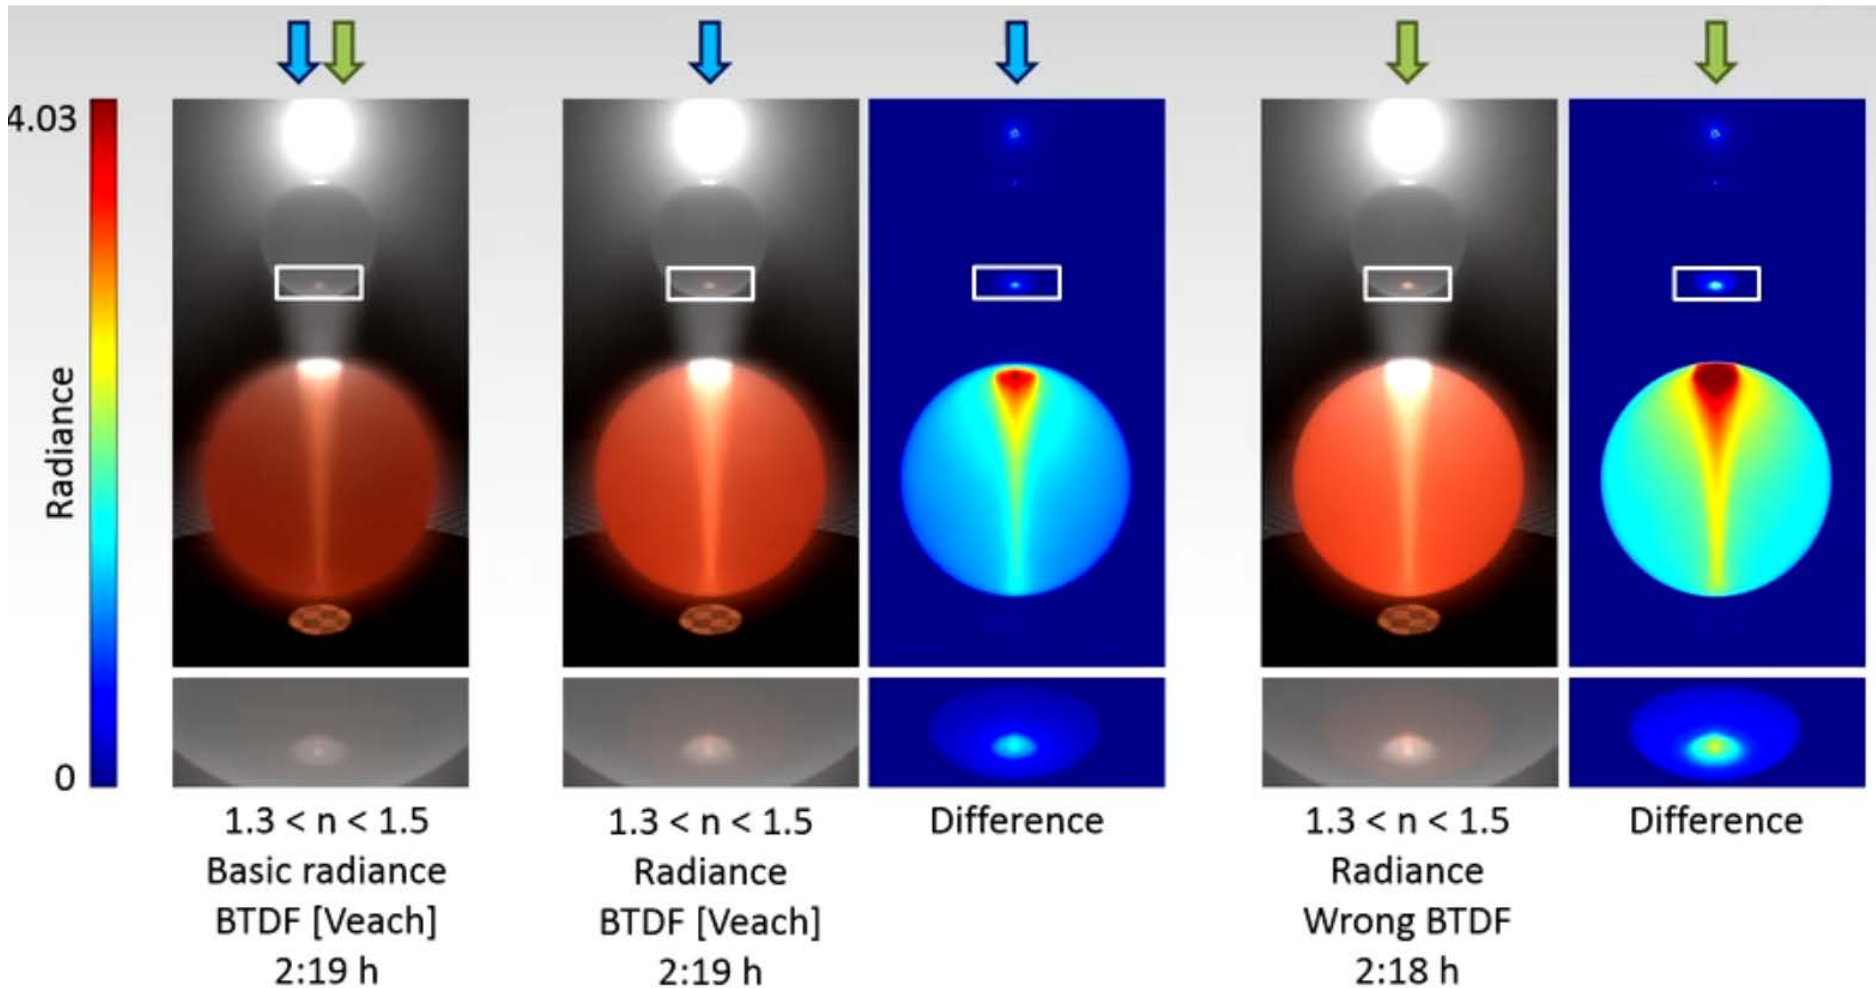 4.03
Radiance
0
1.3 < n < 1.5
Basic radiance
BTDF [Veach]
2:19 h
1.3 < n < 1.5
Radiance
BTDF [Veach]
2:19 h
Difference
1.3 < n < 1.5
Radiance
Wrong BTDF
2:18 h
Difference